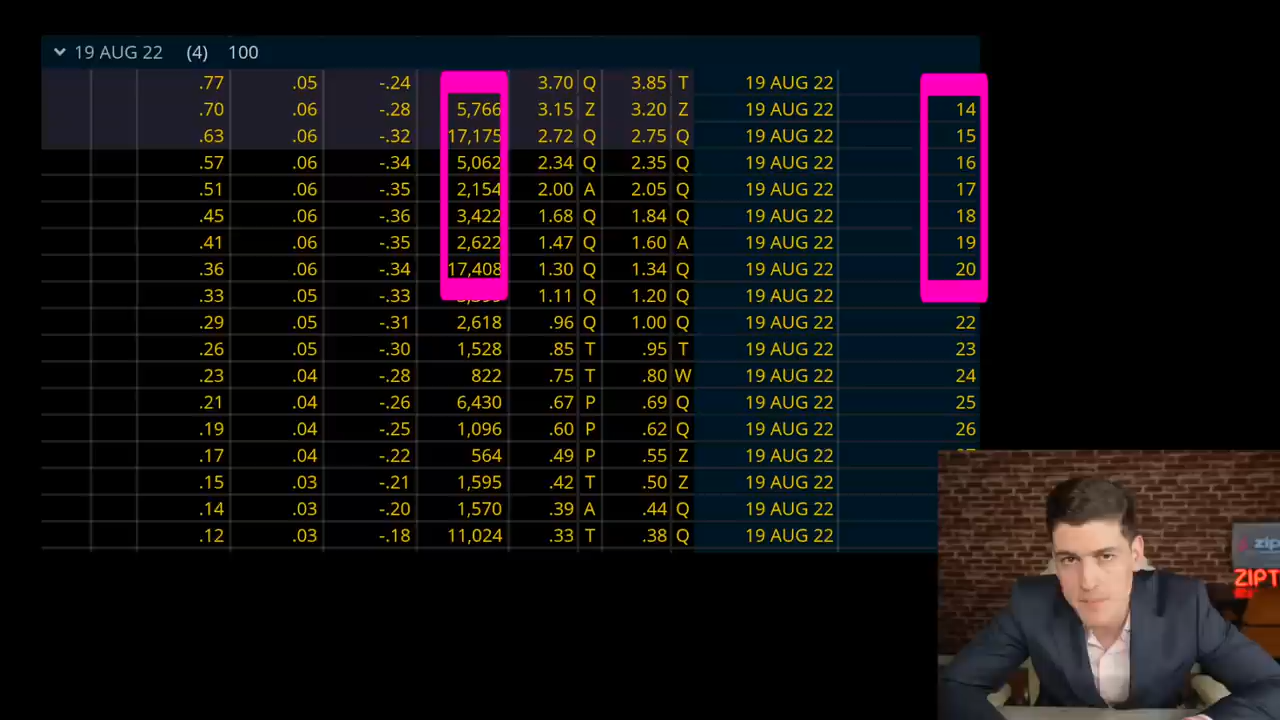 19 AUG 22 (4) 100
.77 .05 -.24 3.70 Q 3.85 T 19 AUG 22
.70 .06 -.28 5,766 3.15 Z 3.20 Z 19 AUG 22 14
.63 .06 -.32 17,175 2.72 Q 2.75 Q 19 AUG 22 15
.57 .06 -.34 5,062 2.34 Q 2.35 Q 19 AUG 22 16
.51 .06 -.35 2,154 2.00 A 2.05 Q 19 AUG 22 17
.45 .06 -.36 3,422 1.68 Q 1.84 Q 19 AUG 22 18
.41 .06 -.35 2,622 1.47 Q 1.60 A 19 AUG 22 19
.36 .06 -.34 17,408 1.30 Q 1.34 Q 19 AUG 22 20
.33 .05 -.33 1.11 Q 1.20 Q 19 AUG 22
.29 .05 -.31 2,618 .96 Q 1.00 Q 19 AUG 22 22
.26 .05 -.30 1,528 .85 T .95 T 19 AUG 22 23
.23 .04 -.28 822 .75 T .80 W 19 AUG 22 24
.21 .04 -.26 6,430 .67 P .69 Q 19 AUG 22 25
.19 .04 -.25 1,096 .60 P .62 Q 19 AUG 22 26
.17 .04 -.22 564 .49 P .55 Z 19 AUG 22
.15 .03 -.21 1,595 .42 T .50 Z 19 AUG 22
.14 .03 -.20 1,570 .39 A .44 Q 19 AUG 22
.12 .03 -.18 11,024 .33 T .38 Q 19 AUG 22
zip
ZIPT